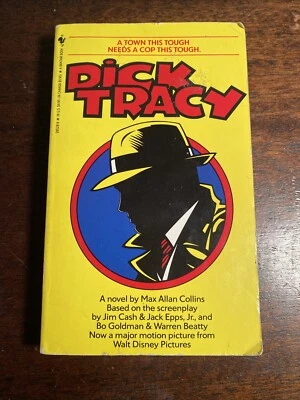 A TOWN THIS TOUGH
NEEDS A COP THIS TOUGH.
DICK
TRACY
A novel by Max Allan Collins
Based on the screenplay
by Jim Cash & Jack Epps, Jr., and
Bo Goldman & Warren Beatty
Now a major motion picture from
Walt Disney Pictures